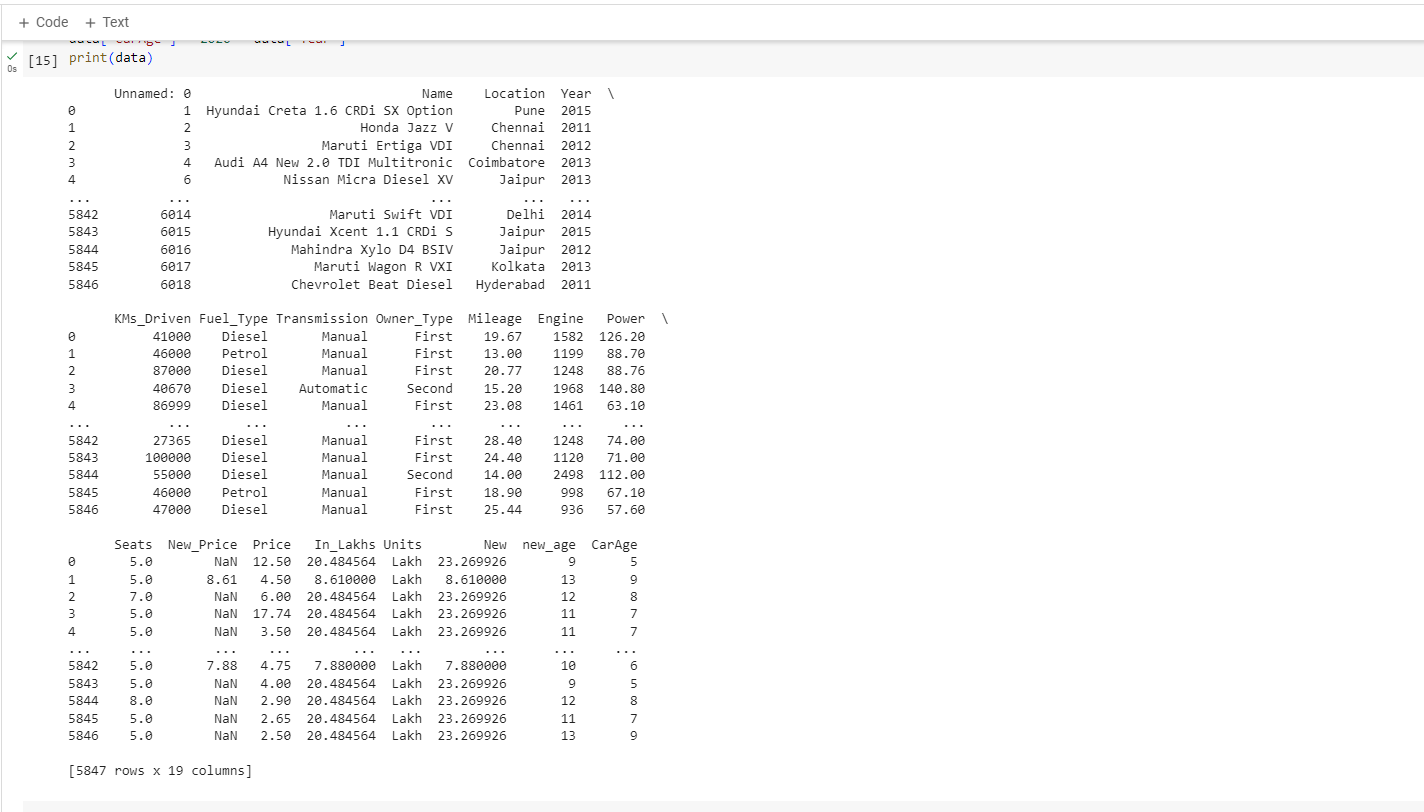 + Code + Text
[15] print(data)
0s
Unnamed: 0 Name Location Year \
0 1 Hyundai Creta 1.6 CRDi SX Option Pune 2015
1 2 Honda Jazz V Chennai 2011
2 3 Maruti Ertiga VDI Chennai 2012
3 4 Audi A4 New 2.0 TDI Multitronic Coimbatore 2013
4 6 Nissan Micra Diesel XV Jaipur 2013
... ... ... ... ...
5842 6014 Maruti Swift VDI Delhi 2014
5843 6015 Hyundai Xcent 1.1 CRDi S Jaipur 2015
5844 6016 Mahindra Xylo D4 BSIV Jaipur 2012
5845 6017 Maruti Wagon R VXI Kolkata 2013
5846 6018 Chevrolet Beat Diesel Hyderabad 2011
KMs_Driven Fuel_Type Transmission Owner_Type Mileage Engine Power \
0 41000 Diesel Manual First 19.67 1582 126.20
1 46000 Petrol Manual First 13.00 1199 88.70
2 87000 Diesel Manual First 20.77 1248 88.76
3 40670 Diesel Automatic Second 15.20 1968 140.80
4 86999 Diesel Manual First 23.08 1461 63.10
... ... ... ... ... ... ... ...
5842 27365 Diesel Manual First 28.40 1248 74.00
5843 100000 Diesel Manual First 24.40 1120 71.00
5844 55000 Diesel Manual Second 14.00 2498 112.00
5845 46000 Petrol Manual First 18.90 998 67.10
5846 47000 Diesel Manual First 25.44 936 57.60
Seats New_Price Price In_Lakhs Units New new_age CarAge
0 5.0 NaN 12.50 20.484564 Lakh 23.269926 9 5
1 5.0 8.61 4.50 8.610000 Lakh 8.610000 13 9
2 7.0 NaN 6.00 20.484564 Lakh 23.269926 12 8
3 5.0 NaN 17.74 20.484564 Lakh 23.269926 11 7
4 5.0 NaN 3.50 20.484564 Lakh 23.269926 11 7
... ... ... ... ... ... ... ... ...
5842 5.0 7.88 4.75 7.880000 Lakh 7.880000 10 6
5843 5.0 NaN 4.00 20.484564 Lakh 23.269926 9 5
5844 8.0 NaN 2.90 20.484564 Lakh 23.269926 12 8
5845 5.0 NaN 2.65 20.484564 Lakh 23.269926 11 7
5846 5.0 NaN 2.50 20.484564 Lakh 23.269926 13 9
[5847 rows x 19 columns]